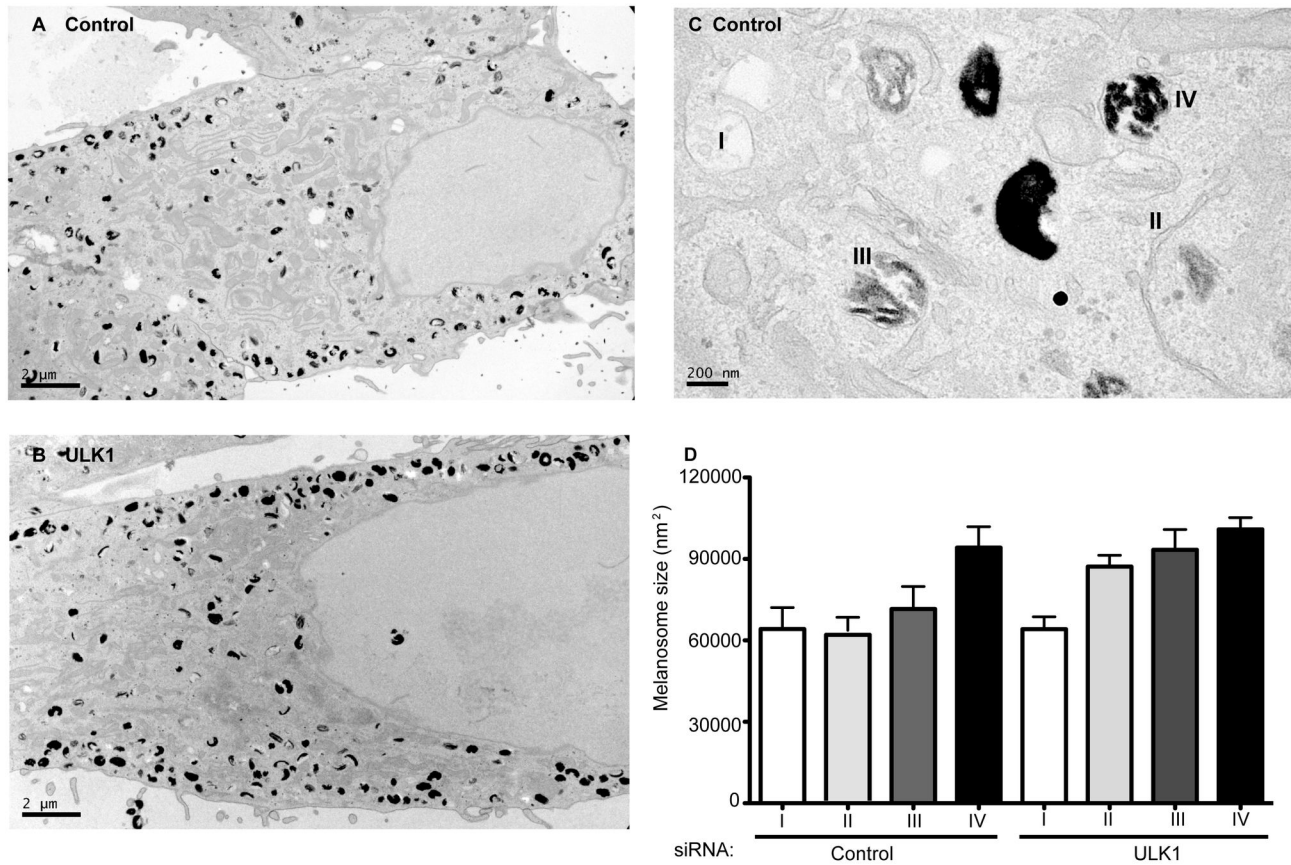 A Control
2 µm
B ULK1
2 µm
C Control
I
IV
II
III
200 nm
D
Melanosome size (nm²)
120000
90000
60000
30000
0
I II III IV I II III IV
siRNA: Control ULK1